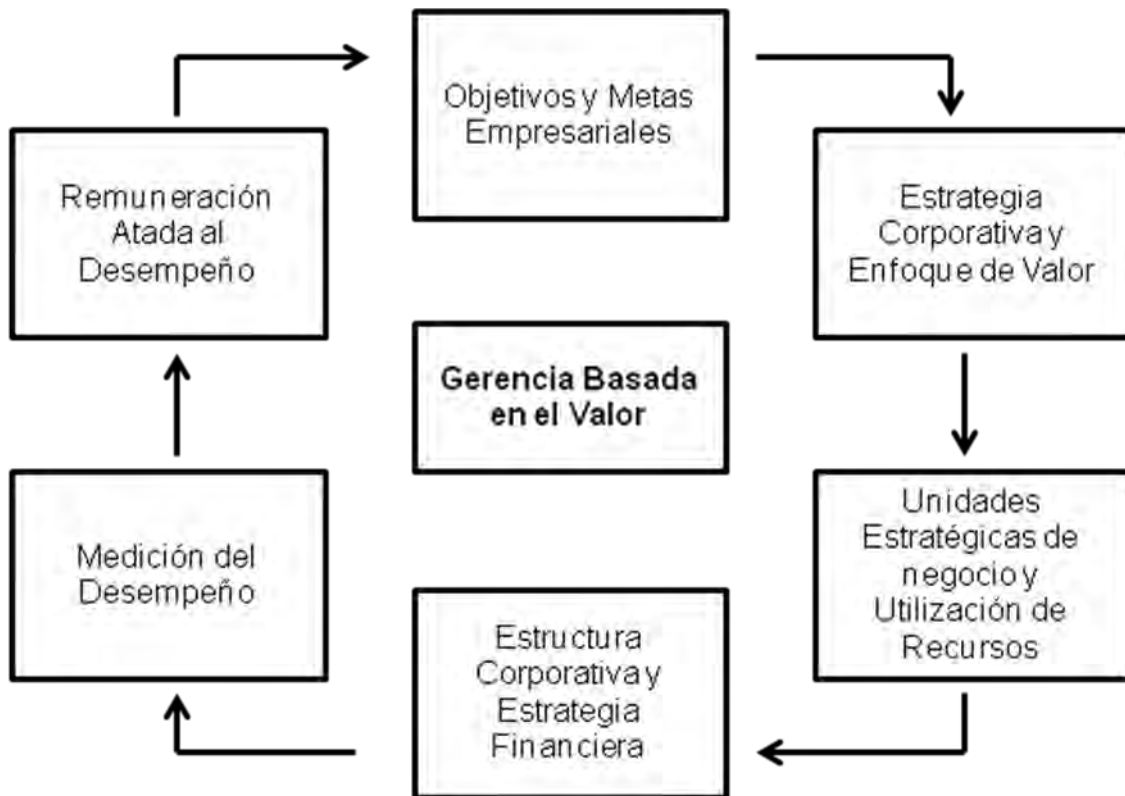 Objetivos y Metas
Empresariales
Estrategia
Corporativa y
Enfoque de Valor
Unidades
Estratégicas de
negocio y
Utilización de
Recursos
Estructura
Corporativa y
Estrategia
Financiera
Medición del
Desempeño
Remuneración
Atada al
Desempeño
Gerencia Basada
en el Valor